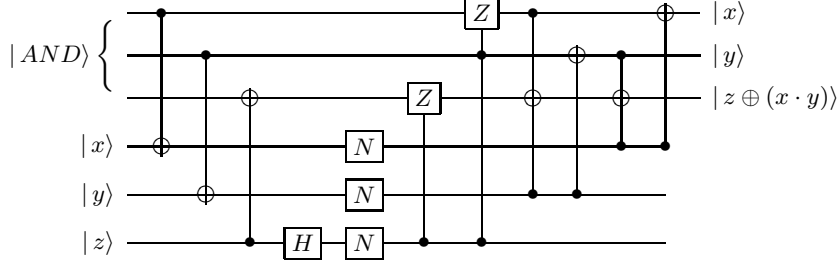 Z
| x⟩
| AND⟩ {
| y⟩
Z
| z ⊕ (x · y)⟩
| x⟩ N
| y⟩ N
| z⟩ H N